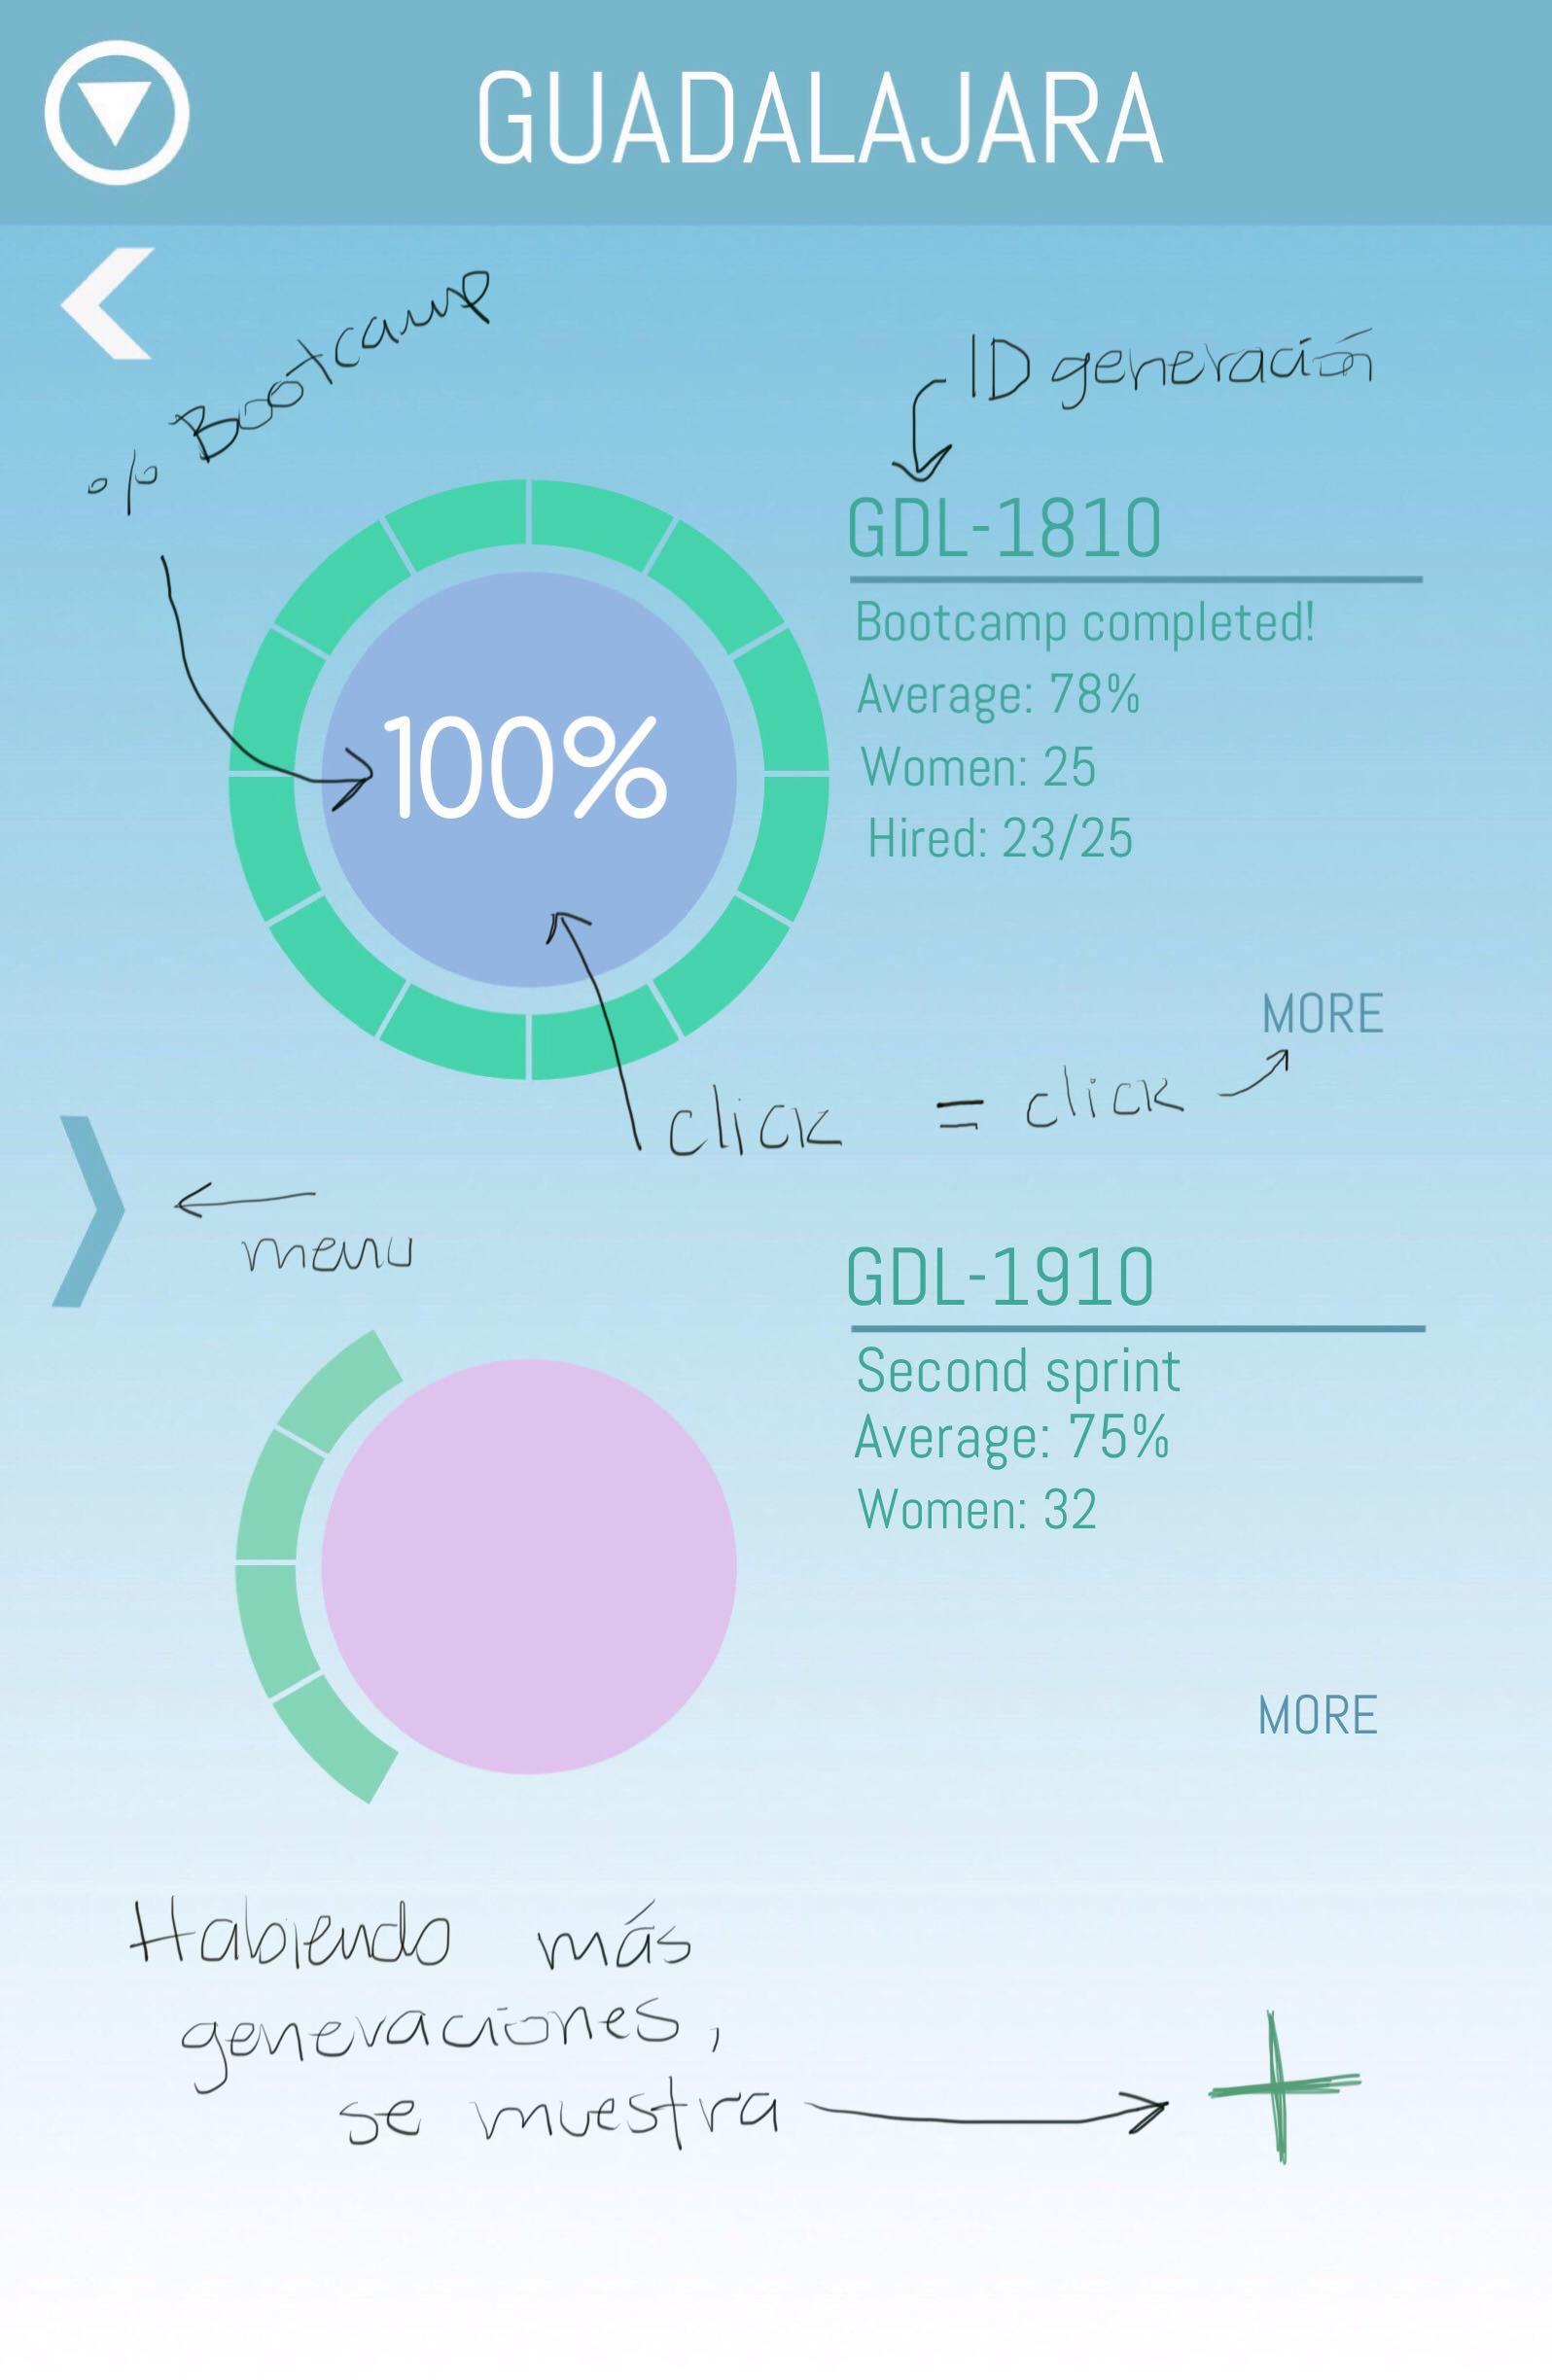 GUADALAJARA
% Bootcamp
ID generación
GDL-1810
Bootcamp completed!
Average: 78%
Women: 25
Hired: 23/25
100%
MORE
click = click
menu
GDL-1910
Second sprint
Average: 75%
Women: 32
MORE
Habiendo más
generaciones,
se muestra